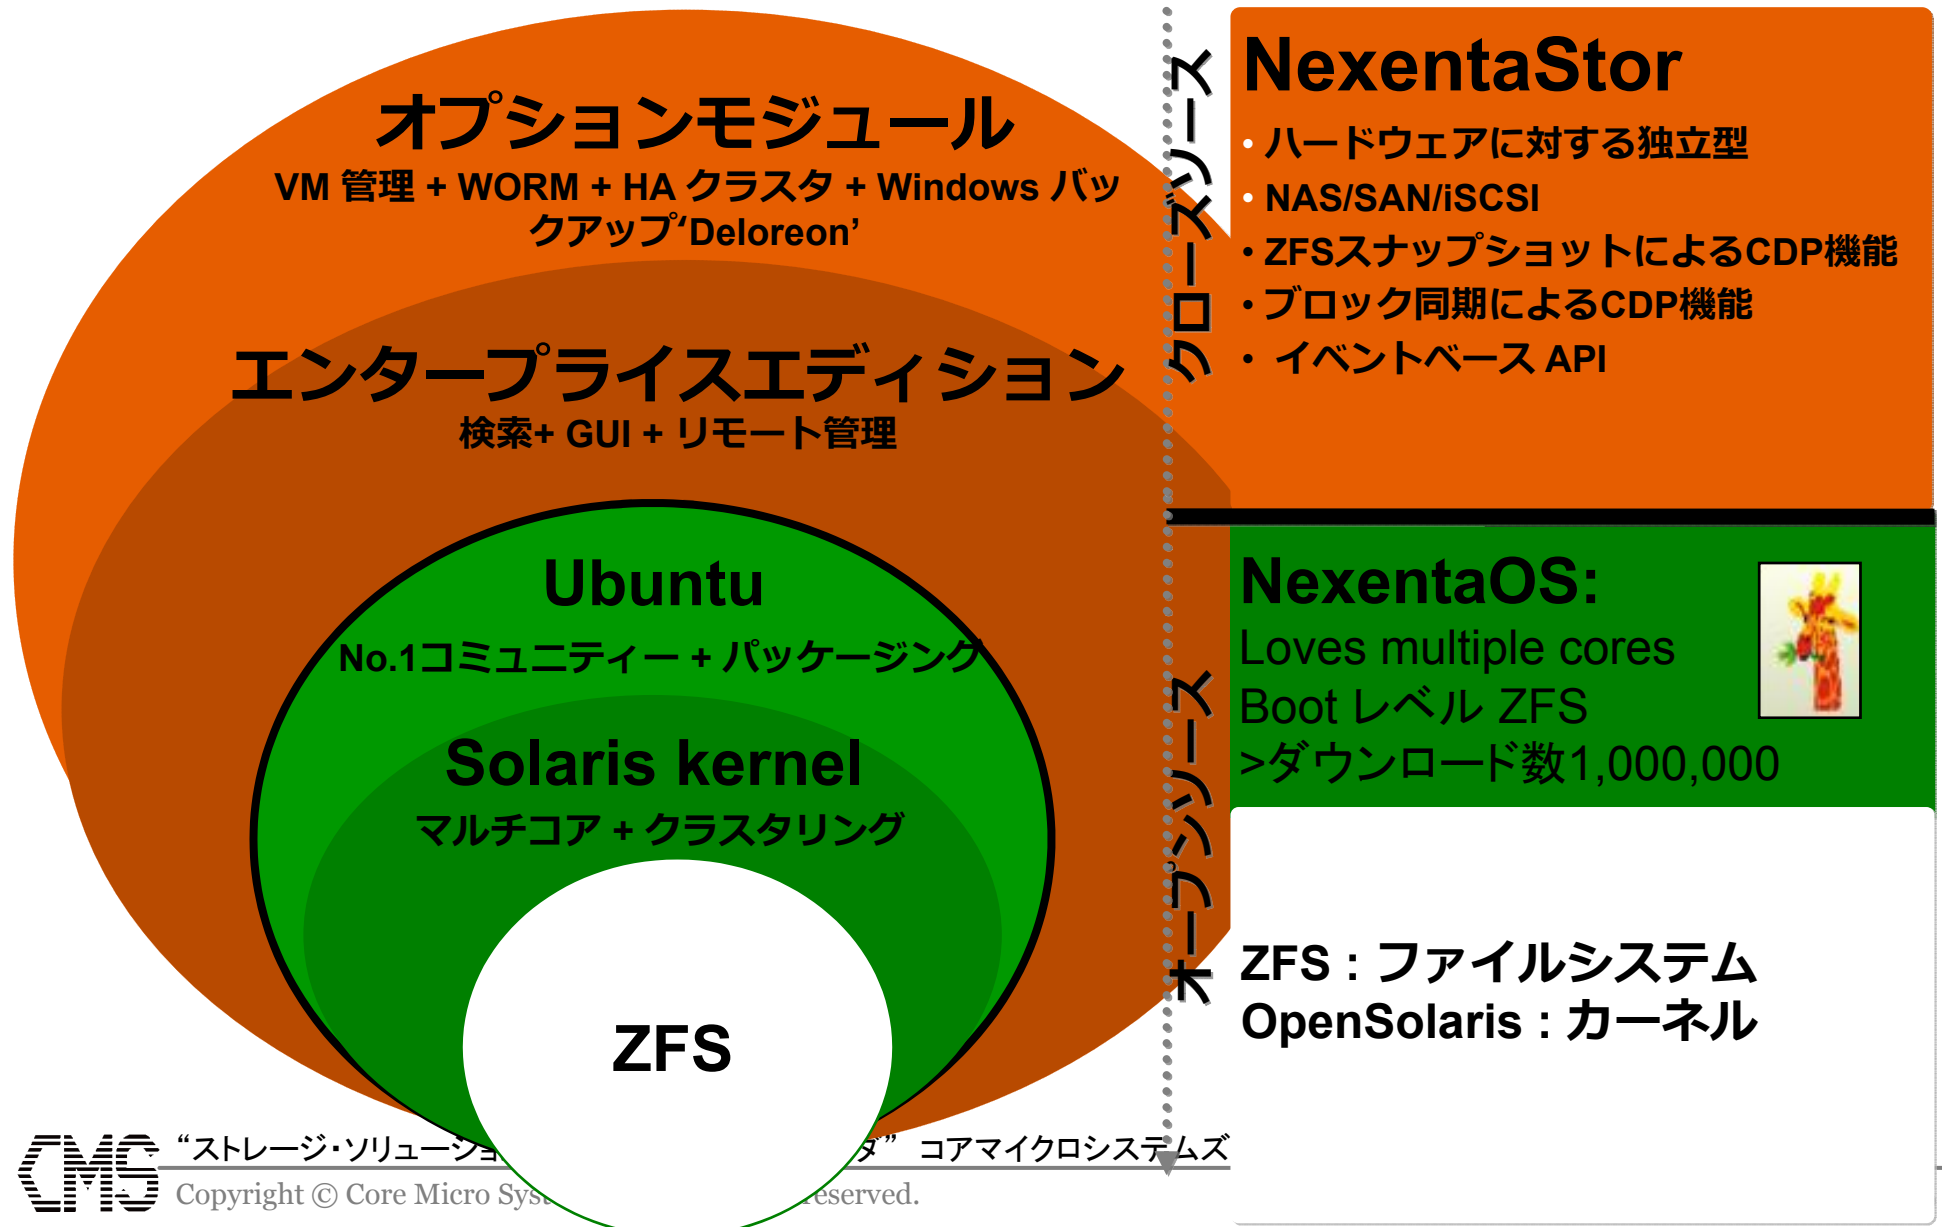 オプションモジュール
VM 管理 + WORM + HA クラスタ + Windows バッ
クアップ‘Deloreon’
エンタープライスエディション
検索+ GUI + リモート管理
Ubuntu
No.1コミュニティー + パッケージング
Solaris kernel
マルチコア + クラスタリング
ZFS
クローズソース
オープンソース
NexentaStor
・ハードウェアに対する独立型
・NAS/SAN/iSCSI
・ZFSスナップショットによるCDP機能
・ブロック同期によるCDP機能
・ イベントベース API
NexentaOS:
Loves multiple cores
Boot レベル ZFS
>ダウンロード数1,000,000
ZFS : ファイルシステム
OpenSolaris : カーネル
CMS
“ストレージ・ソリューショ ダ” コアマイクロシステムズ
Copyright © Core Micro Syst eserved.